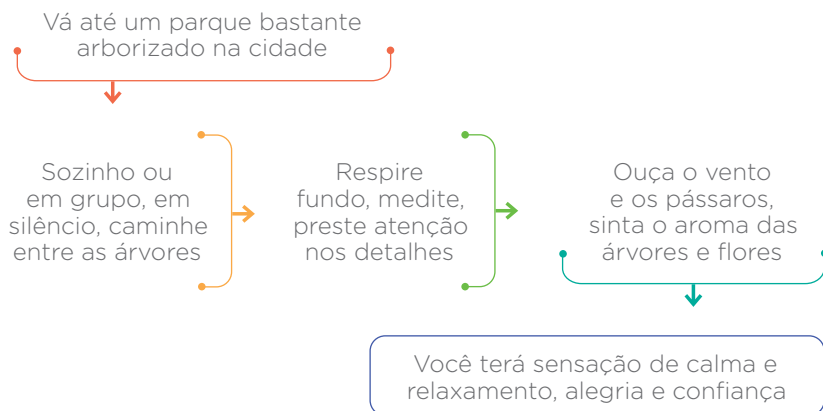 Vá até um parque bastante
arborizado na cidade
Sozinho ou
em grupo, em
silêncio, caminhe
entre as árvores
Respire
fundo, medite,
preste atenção
nos detalhes
Ouça o vento
e os pássaros,
sinta o aroma das
árvores e flores
Você terá sensação de calma e
relaxamento, alegria e confiança